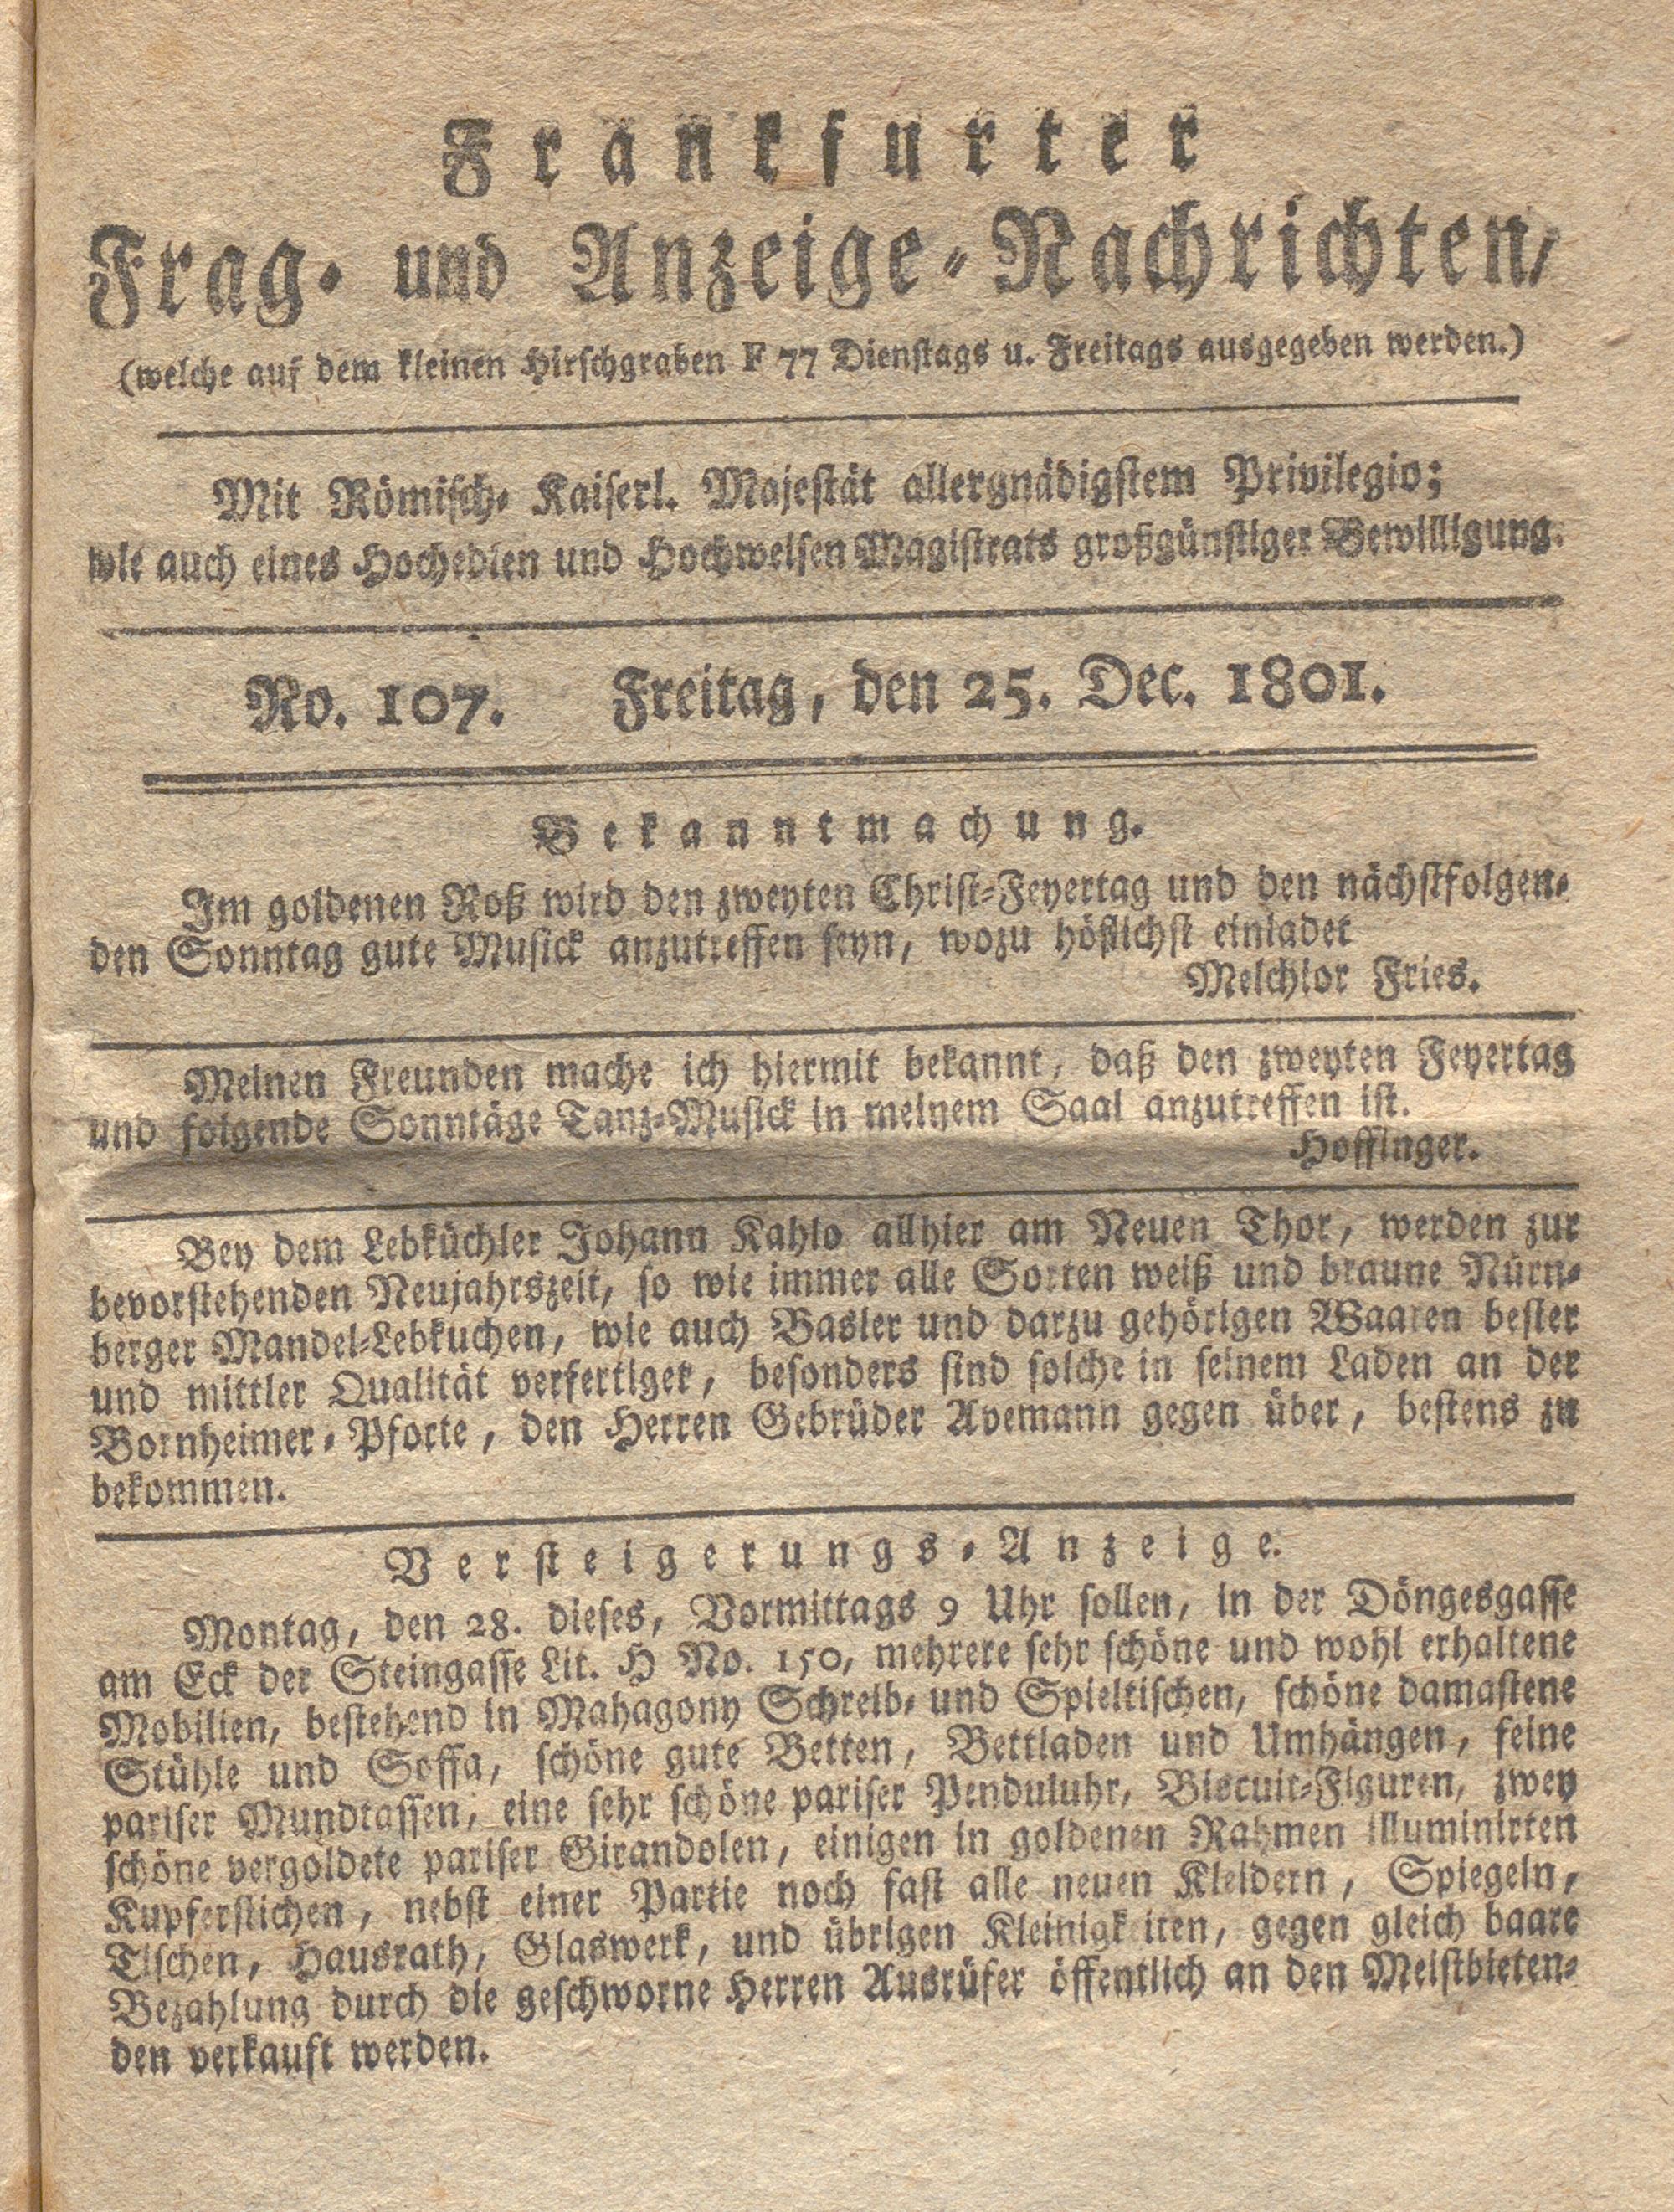 Frankfurter
Frag- und Anzeige-Nachrichten,
(welche auf dem kleinen Hirschgraben F 77 Dienstags u. Freitags ausgegeben werden.)
Mit Römisch- Kaiserl. Majestät allergnädigstem Privilegio;
wie auch eines Hochedlen und Hochweisen Magistrats großgünstiger Bewilligung.
No. 107. Freitag, den 25. Dec. 1801.
Bekanntmachung.
Im goldenen Roß wird den zweyten Christ-Feyertag und den nächstfolgen-
den Sonntag gute Musick anzutreffen seyn, wozu höflichst einladet
Melchior Fries.
Meinen Freunden mache ich hiermit bekannt, daß den zweyten Feyertag
und folgende Sonntäge Tanz-Musick in meinem Saal anzutreffen ist.
Hoffinger.
Bey dem Lebküchler Johann Kahlo allhier am Neuen Thor, werden zur
bevorstehenden Neujahrszeit, so wie immer alle Sorten weiß und braune Nürn-
berger Mandel-Lebkuchen, wie auch Basler und darzu gehörigen Waaren bester
und mittler Qualität verfertiget, besonders sind solche in seinem Laden an der
Bornheimer-Pforte, den Herren Gebrüder Avemann gegen über, bestens zu
bekommen.
Versteigerungs-Anzeige.
Montag, den 28. dieses, Vormittags 9 Uhr sollen, in der Döngesgasse
am Eck der Steingasse Lit. H No. 150, mehrere sehr schöne und wohl erhaltene
Mobilien, bestehend in Mahagony Schreib- und Spieltischen, schöne damastene
Stühle und Soffa, schöne gute Betten, Bettladen und Umhängen, feine
pariser Mundtassen, eine sehr schöne pariser Penduluhr, Biscuit-Figuren, zwey
schöne vergoldete pariser Girandolen, einigen in goldenen Rahmen illuminirten
Kupferstichen, nebst einer Partie noch fast alle neuen Kleidern, Spiegeln,
Tischen, Hausrath, Glaswerk, und übrigen Kleinigkeiten, gegen gleich baare
Bezahlung durch die geschworne Herren Ausrüfer öffentlich an den Meistbieten-
den verkauft werden.